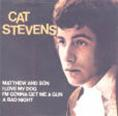 CAT
STEVENS
MATTHEW AND SON
I LOVE MY DOG
I'M GONNA GET ME A GUN
A BAD NIGHT